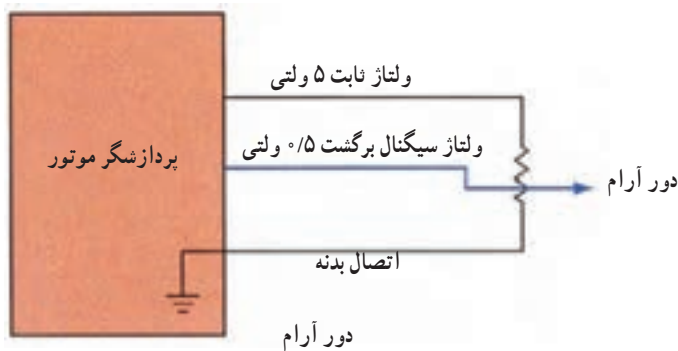 ولتاژ ثابت ۵ ولتی
ولتاژ سیگنال برگشت ۰/۵ ولتی
پردازشگر موتور
دور آرام
اتصال بدنه
دور آرام